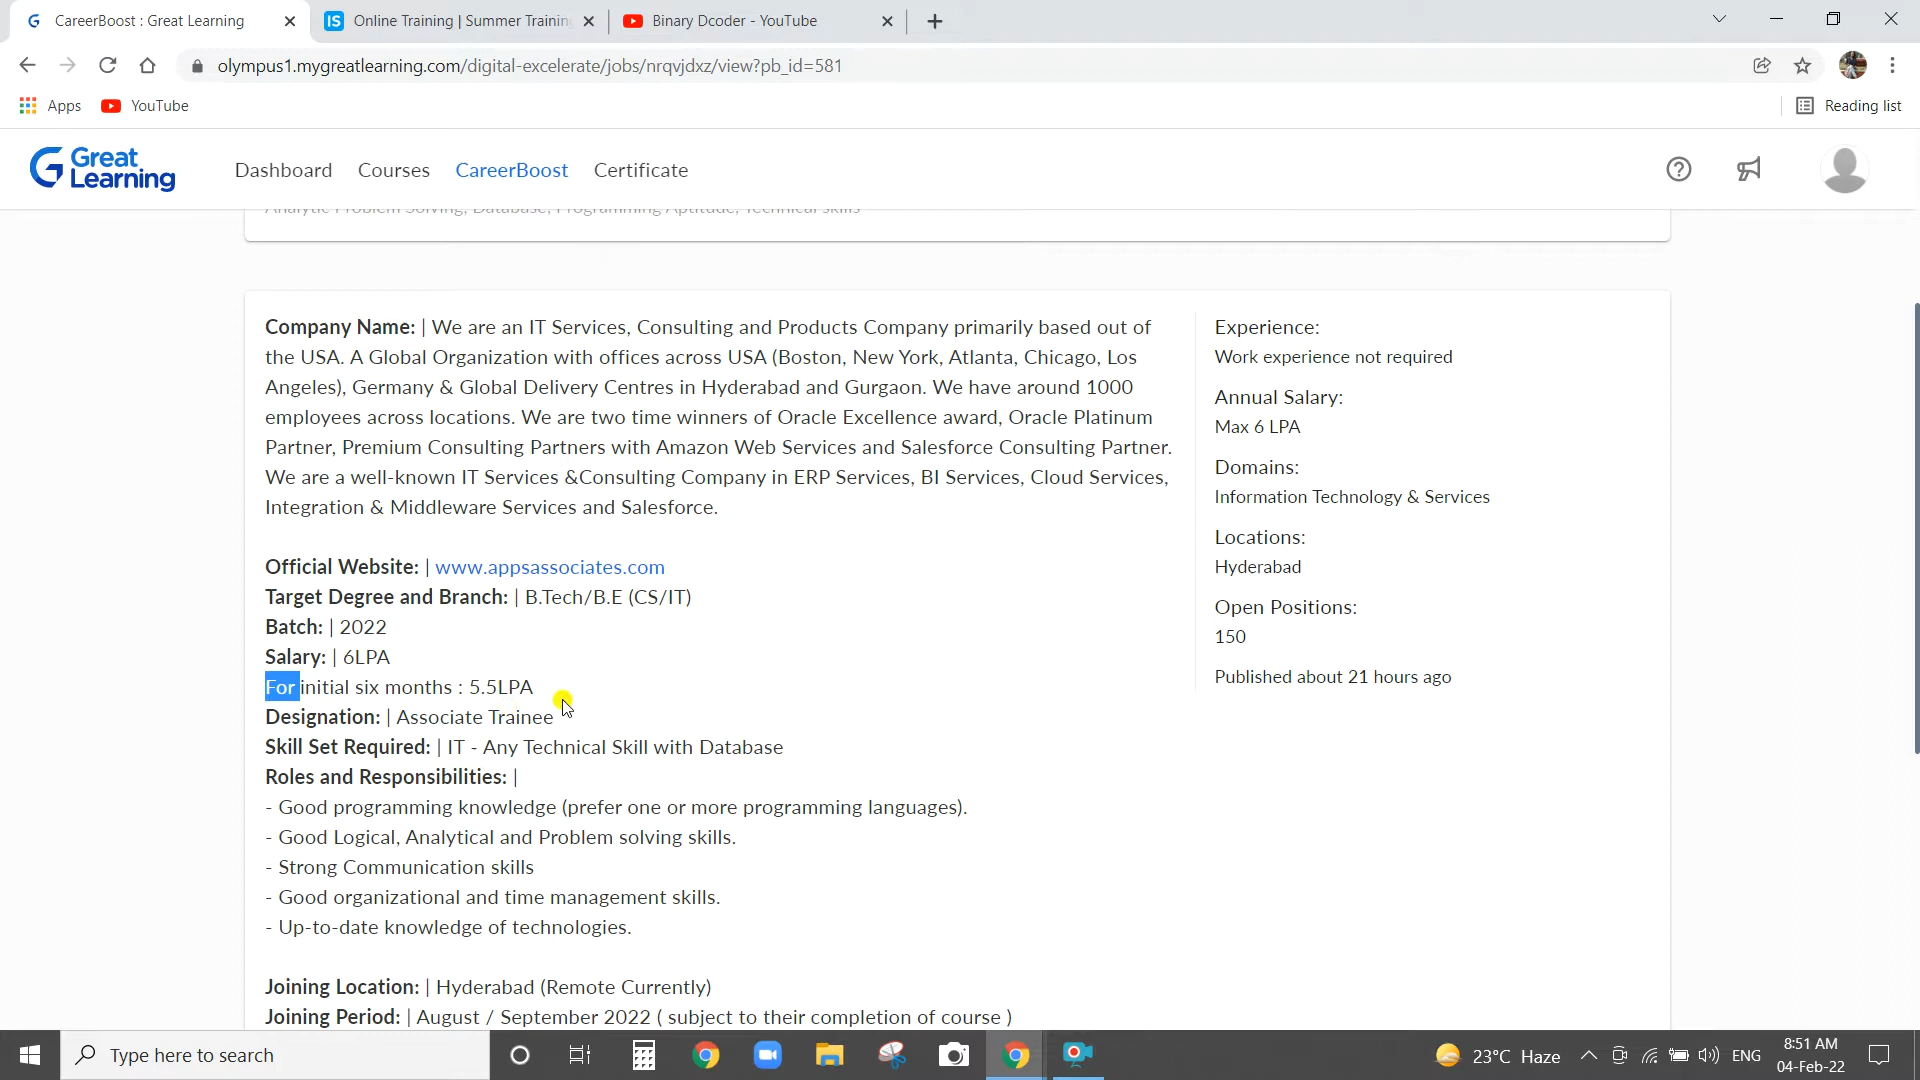 CareerBoost : Great Learning
Online Training | Summer Trainin
Binary Dcoder - YouTube
olympus1.mygreatlearning.com/digital-excelerate/jobs/nrqvjdxz/view?pb_id=581
Apps
YouTube
Reading list
Great Learning
Dashboard
Courses
CareerBoost
Certificate
Analytic Problem Solving, Database, Programming Aptitude, Technical skills
Company Name: | We are an IT Services, Consulting and Products Company primarily based out of
the USA. A Global Organization with offices across USA (Boston, New York, Atlanta, Chicago, Los
Angeles), Germany & Global Delivery Centres in Hyderabad and Gurgaon. We have around 1000
employees across locations. We are two time winners of Oracle Excellence award, Oracle Platinum
Partner, Premium Consulting Partners with Amazon Web Services and Salesforce Consulting Partner.
We are a well-known IT Services &Consulting Company in ERP Services, BI Services, Cloud Services,
Integration & Middleware Services and Salesforce.
Official Website: | www.appsassociates.com
Target Degree and Branch: | B.Tech/B.E (CS/IT)
Batch: | 2022
Salary: | 6LPA
For initial six months : 5.5LPA
Designation: | Associate Trainee
Skill Set Required: | IT - Any Technical Skill with Database
Roles and Responsibilities: |
- Good programming knowledge (prefer one or more programming languages).
- Good Logical, Analytical and Problem solving skills.
- Strong Communication skills
- Good organizational and time management skills.
- Up-to-date knowledge of technologies.
Joining Location: | Hyderabad (Remote Currently)
Joining Period: | August / September 2022 ( subject to their completion of course )
Experience:
Work experience not required
Annual Salary:
Max 6 LPA
Domains:
Information Technology & Services
Locations:
Hyderabad
Open Positions:
150
Published about 21 hours ago
Type here to search
23°C Haze
ENG
8:51 AM
04-Feb-22